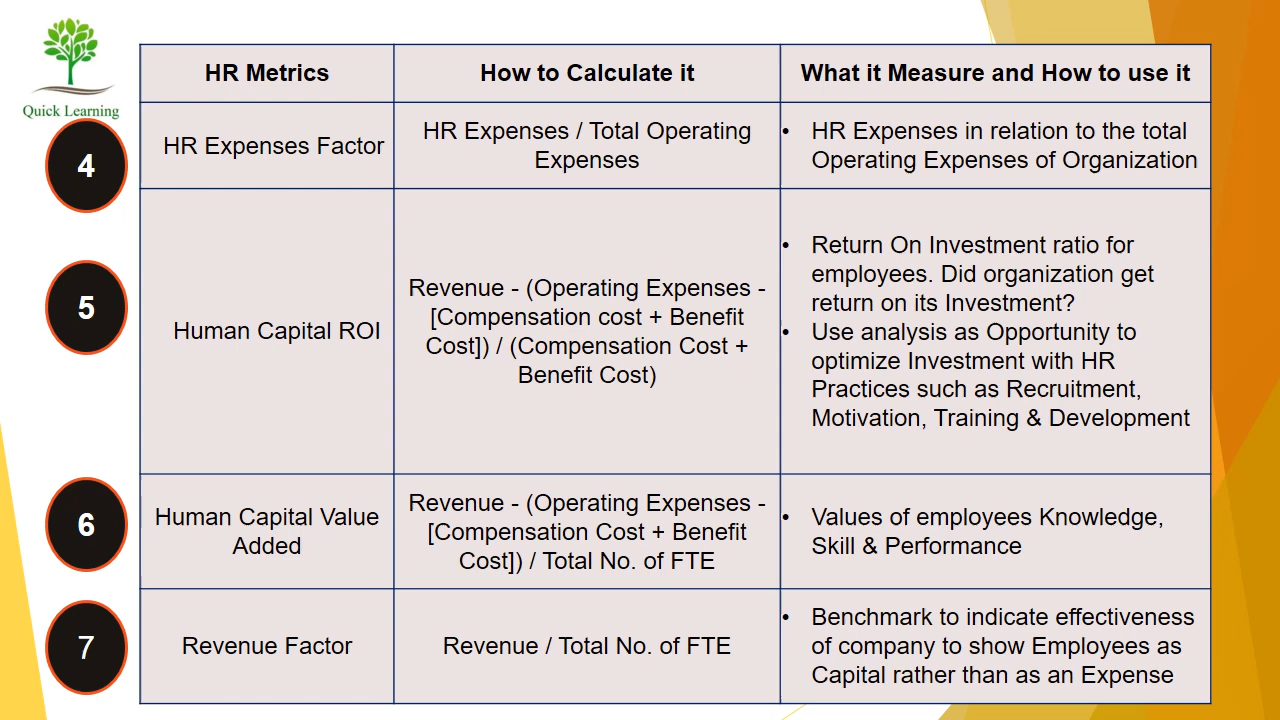 Quick Learning
HR Metrics
How to Calculate it
What it Measure and How to use it
4
HR Expenses Factor
HR Expenses / Total Operating
Expenses
• HR Expenses in relation to the total
Operating Expenses of Organization
5
Human Capital ROI
Revenue - (Operating Expenses -
[Compensation cost + Benefit
Cost]) / (Compensation Cost +
Benefit Cost)
• Return On Investment ratio for
employees. Did organization get
return on its Investment?
• Use analysis as Opportunity to
optimize Investment with HR
Practices such as Recruitment,
Motivation, Training & Development
6
Human Capital Value
Added
Revenue - (Operating Expenses -
[Compensation Cost + Benefit
Cost]) / Total No. of FTE
• Values of employees Knowledge,
Skill & Performance
7
Revenue Factor
Revenue / Total No. of FTE
• Benchmark to indicate effectiveness
of company to show Employees as
Capital rather than as an Expense